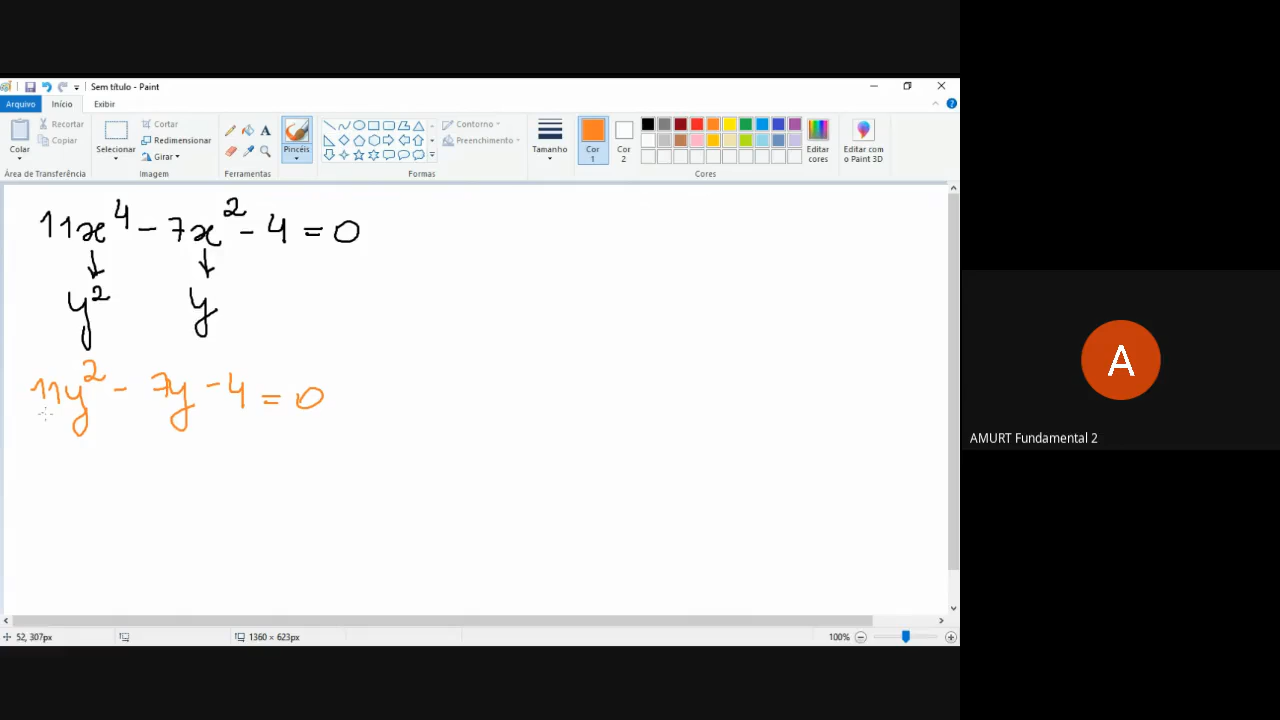 Sem título - Paint
Arquivo Início Exibir
Colar
Recortar
Copiar
Área de Transferência
Selecionar
Cortar
Redimensionar
Girar
Imagem
A
Ferramentas
Pincéis
Contorno
Preenchimento
Formas
Tamanho
Cor 1
Cor 2
Editar cores
Cores
Editar com o Paint 3D
11x⁴ - 7x² - 4 = 0
↓ ↓
y² y
11y² - 7y - 4 = 0
A
AMURT Fundamental 2
52, 307px
1360 × 623px
100%